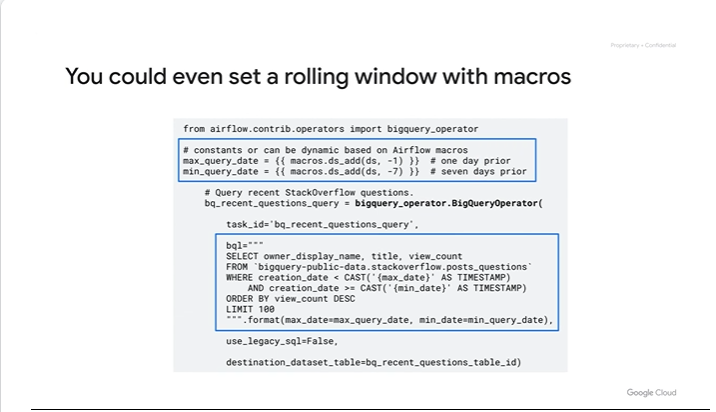 Proprietary + Confidential
You could even set a rolling window with macros
from airflow.contrib.operators import bigquery_operator
# constants or can be dynamic based on Airflow macros
max_query_date = {{ macros.ds_add(ds, -1) }}  # one day prior
min_query_date = {{ macros.ds_add(ds, -7) }}  # seven days prior
# Query recent StackOverflow questions.
bq_recent_questions_query = bigquery_operator.BigQueryOperator(
task_id='bq_recent_questions_query',
bql="""
SELECT owner_display_name, title, view_count
FROM `bigquery-public-data.stackoverflow.posts_questions`
WHERE creation_date < CAST('{max_date}' AS TIMESTAMP)
AND creation_date >= CAST('{min_date}' AS TIMESTAMP)
ORDER BY view_count DESC
LIMIT 100
""".format(max_date=max_query_date, min_date=min_query_date),
use_legacy_sql=False,
destination_dataset_table=bq_recent_questions_table_id)
Google Cloud